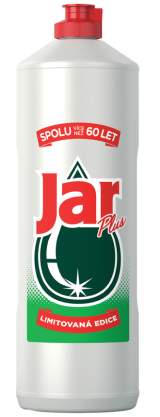 SPOLU VÍCE NEŽ 60 LET
Jar
Plus
LIMITOVANÁ EDICE